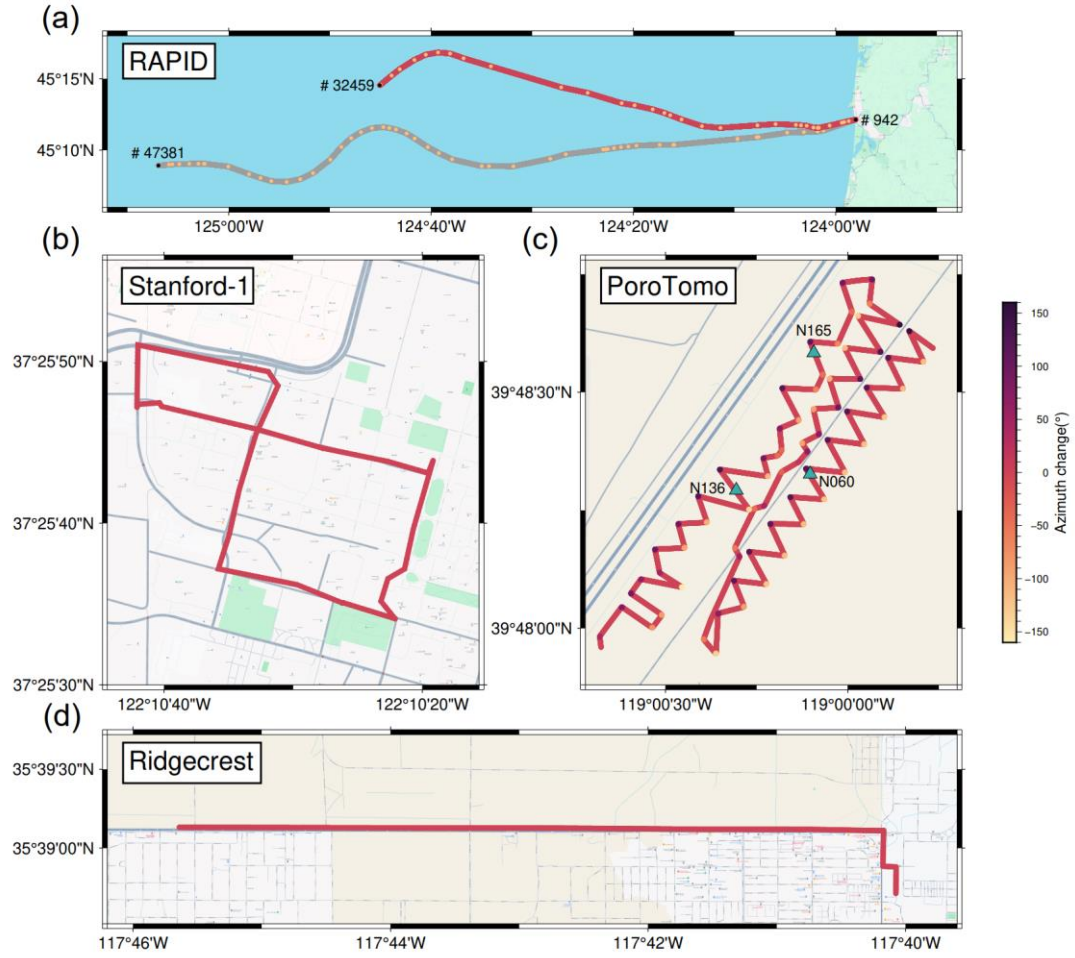 (a)
RAPID
45°15'N
45°10'N
# 32459
# 942
# 47381
125°00'W
124°40'W
124°20'W
124°00'W
(b)
Stanford-1
37°25'50"N
37°25'40"N
37°25'30"N
122°10'40"W
122°10'20"W
(c)
PoroTomo
N165
N136
N060
39°48'30"N
39°48'00"N
119°00'30"W
119°00'00"W
150
100
50
0
−50
−100
−150
Azimuth change(°)
(d)
Ridgecrest
35°39'30"N
35°39'00"N
117°46'W
117°44'W
117°42'W
117°40'W